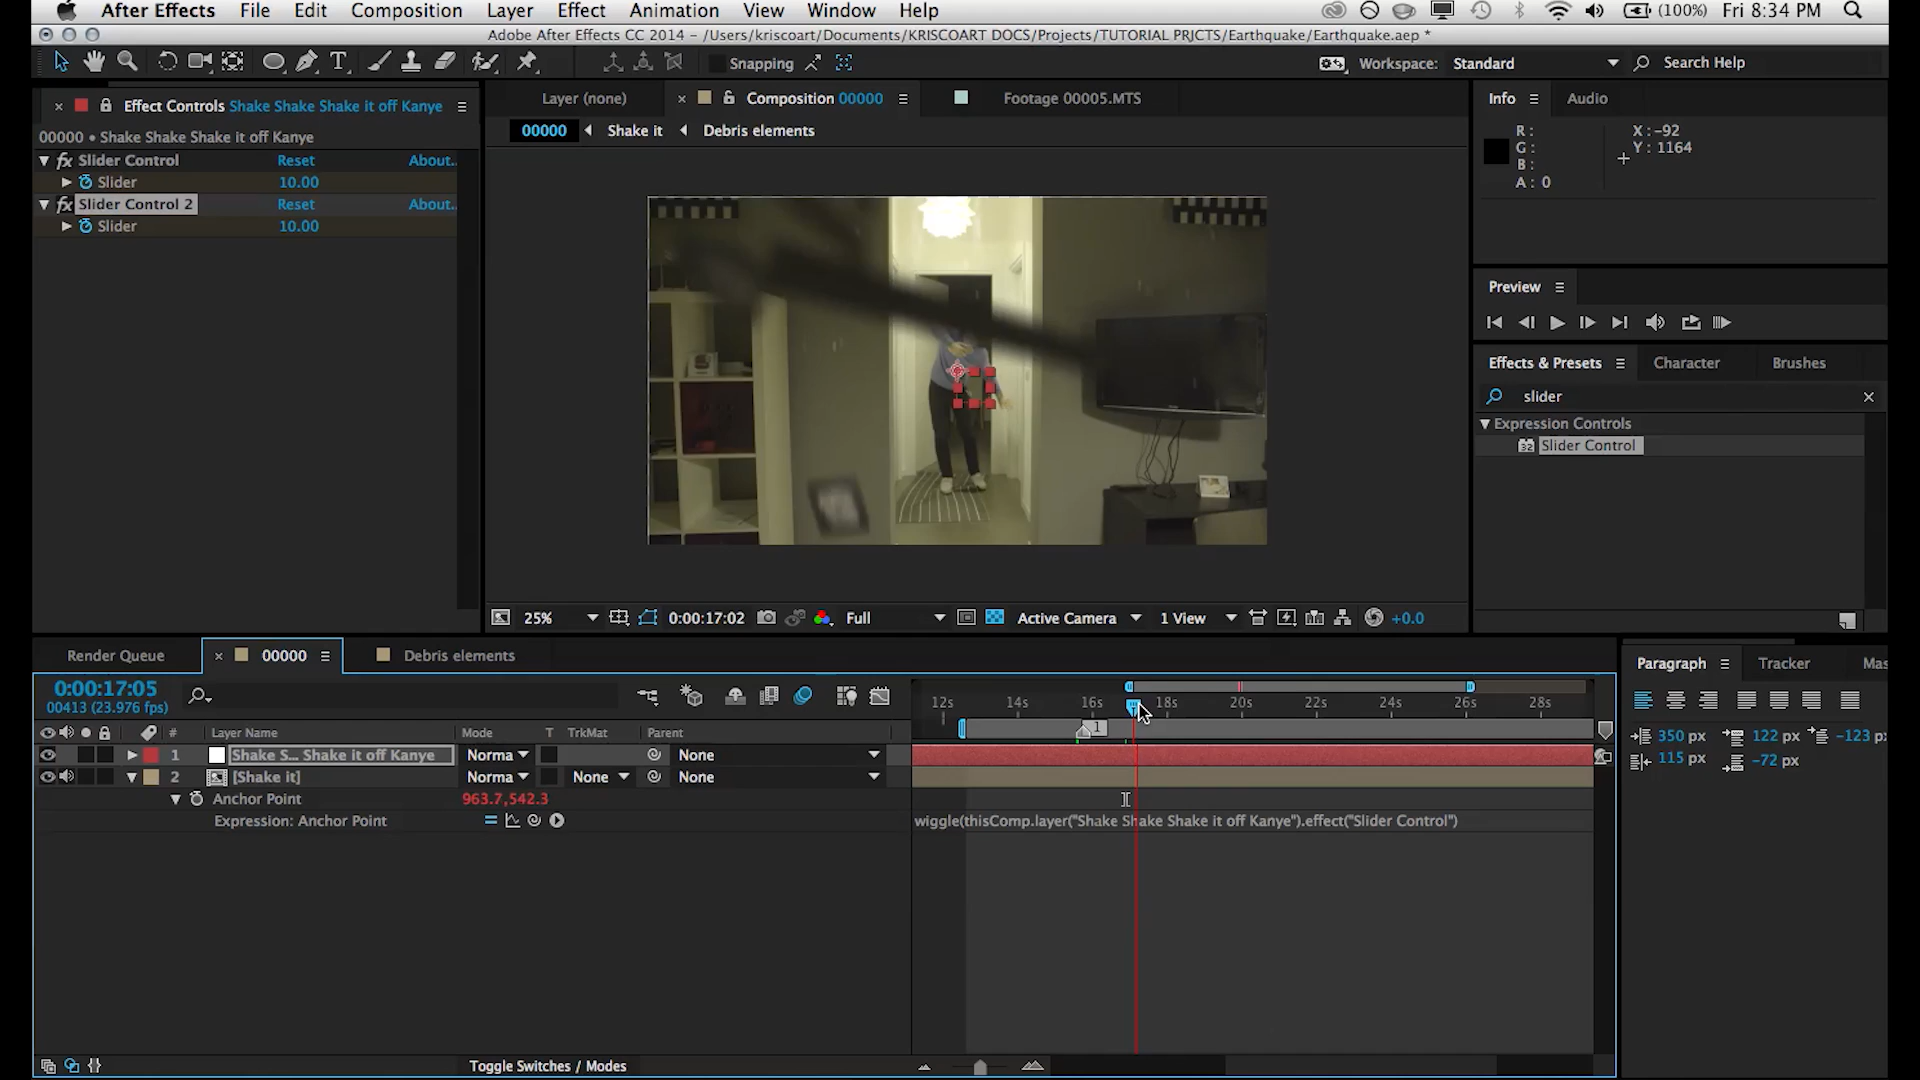 After Effects File Edit Composition Layer Effect Animation View Window Help (100%) Fri 8:34 PM
Adobe After Effects CC 2014 - /Users/kriscoart/Documents/KRISCOART DOCS/Projects/TUTORIAL PRJCTS/Earthquake/Earthquake.aep *
T Snapping Workspace: Standard Search Help
Effect Controls Shake Shake Shake it off Kanye
00000 • Shake Shake Shake it off Kanye
fx Slider Control Reset About..
Slider 10.00
fx Slider Control 2 Reset About..
Slider 10.00
Layer (none) Composition 00000 Footage 00005.MTS
00000 Shake it Debris elements
25% 0:00:17:02 Full Active Camera 1 View +0.0
Info Audio
R: X: -92
G: Y: 1164
B:
A: 0
Preview
Effects & Presets Character Brushes
slider
Expression Controls
32 Slider Control
Render Queue 00000 Debris elements
0:00:17:05
00413 (23.976 fps)
12s 14s 16s 18s 20s 22s 24s 26s 28s
1
# Layer Name Mode T TrkMat Parent
1 Shake S... Shake it off Kanye Norma None
2 [Shake it] Norma None None
Anchor Point 963.7,542.3
Expression: Anchor Point wiggle(thisComp.layer("Shake Shake Shake it off Kanye").effect("Slider Control")
Toggle Switches / Modes
Paragraph Tracker Mas
350 px 122 px -123 p
115 px -72 px